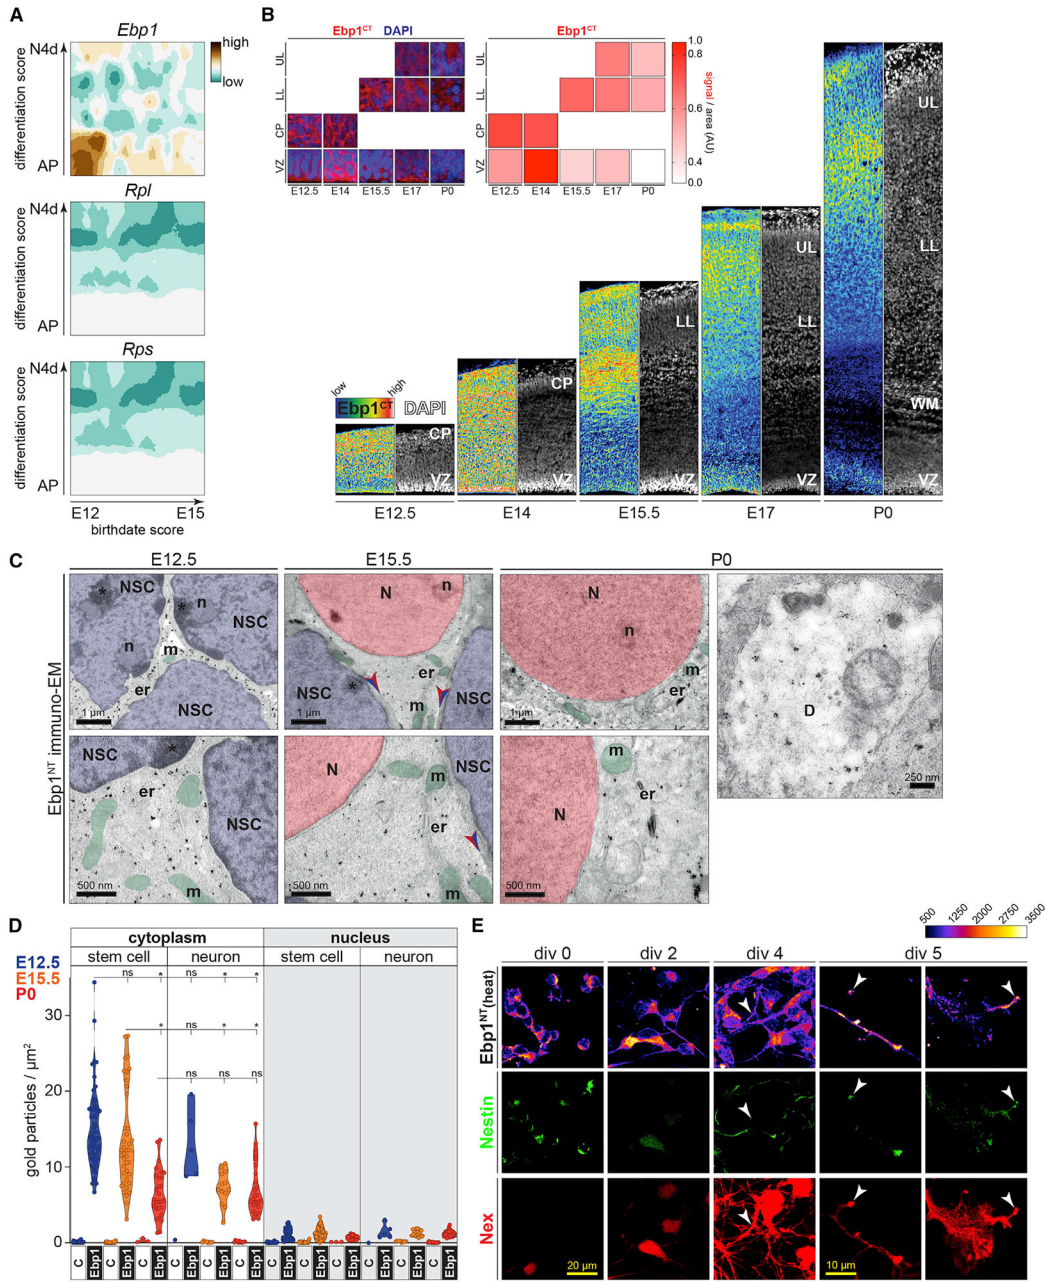 A
Ebp1
N4d
differentiation score
AP
high
low
Rpl
N4d
differentiation score
AP
Rps
N4d
differentiation score
AP
E12
E15
birthdate score
B
Ebp1CT DAPI
UL
LL
CP
VZ
E12.5 E14 E15.5 E17 P0
Ebp1CT
UL
LL
CP
VZ
E12.5 E14 E15.5 E17 P0
1.0
0.8
0.6
0.4
0.0
signal / area (AU)
low
high
Ebp1CT
DAPI
CP
VZ
CP
VZ
LL
VZ
UL
LL
VZ
UL
LL
WM
VZ
E12.5 E14 E15.5 E17 P0
C
E12.5 E15.5 P0
Ebp1NT immuno-EM
NSC
*
*
n
NSC
n
m
er
NSC
1 µm
N
n
er
NSC
*
m
NSC
1 µm
N
n
m
er
1 µm
D
250 nm
NSC
*
er
NSC
m
500 nm
N
NSC
m
er
m
500 nm
m
er
N
500 nm
D
E12.5
E15.5
P0
cytoplasm nucleus
stem cell neuron stem cell neuron
ns * ns * *
* ns * *
ns ns ns
gold particles / µm2
30
20
10
0
C Ebp1 C Ebp1 C Ebp1 C Ebp1 C Ebp1 C Ebp1 C Ebp1 C Ebp1 C Ebp1 C Ebp1 C Ebp1 C Ebp1
E
500 1250 2000 2750 3500
div 0 div 2 div 4 div 5
Ebp1NT(heat)
Nestin
Nex
20 µm
10 µm